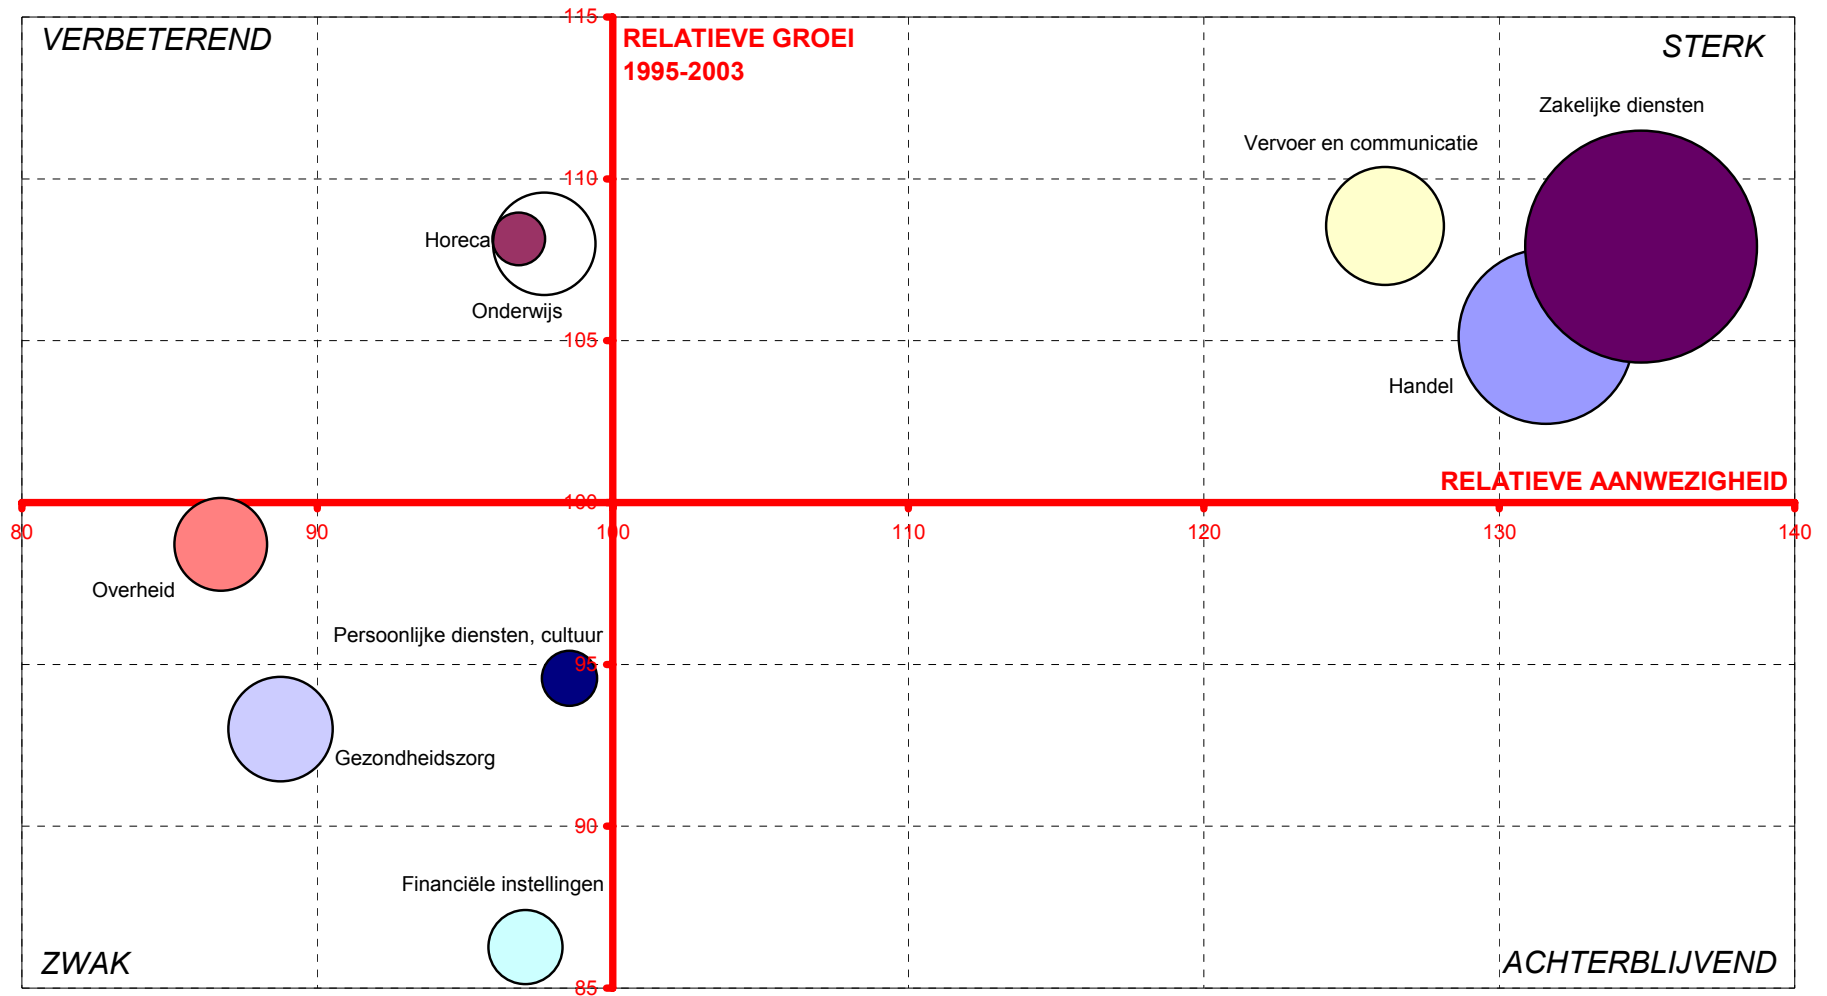 115
VERBETEREND
RELATIEVE GROEI
1995-2003
STERK
Zakelijke diensten
Vervoer en communicatie
110
Horeca
Onderwijs
105
Handel
RELATIEVE AANWEZIGHEID
100
80 90 100 110 120 130 140
Overheid
Persoonlijke diensten, cultuur
95
Gezondheidszorg
90
Financiële instellingen
ZWAK
ACHTERBLIJVEND
85